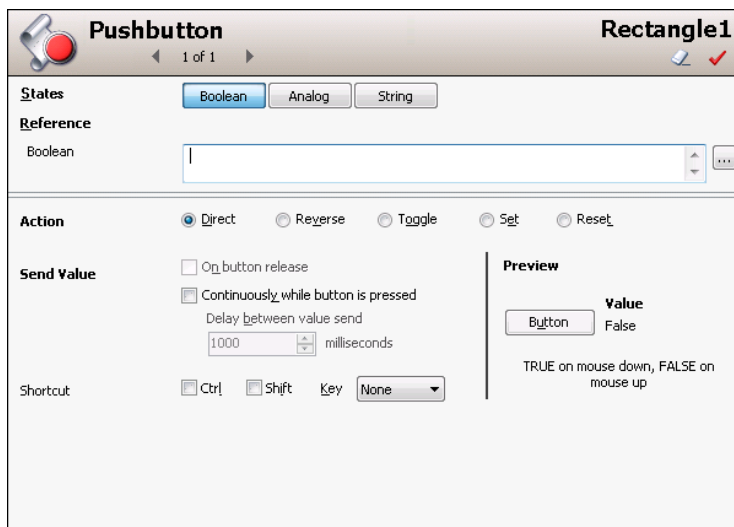 Pushbutton
Rectangle1
1 of 1
States
Boolean
Analog
String
Reference
Boolean
...
Action
Direct
Reverse
Toggle
Set
Reset
Send Value
On button release
Continuously while button is pressed
Delay between value send
1000 milliseconds
Preview
Button
Value
False
TRUE on mouse down, FALSE on
mouse up
Shortcut
Ctrl
Shift
Key
None